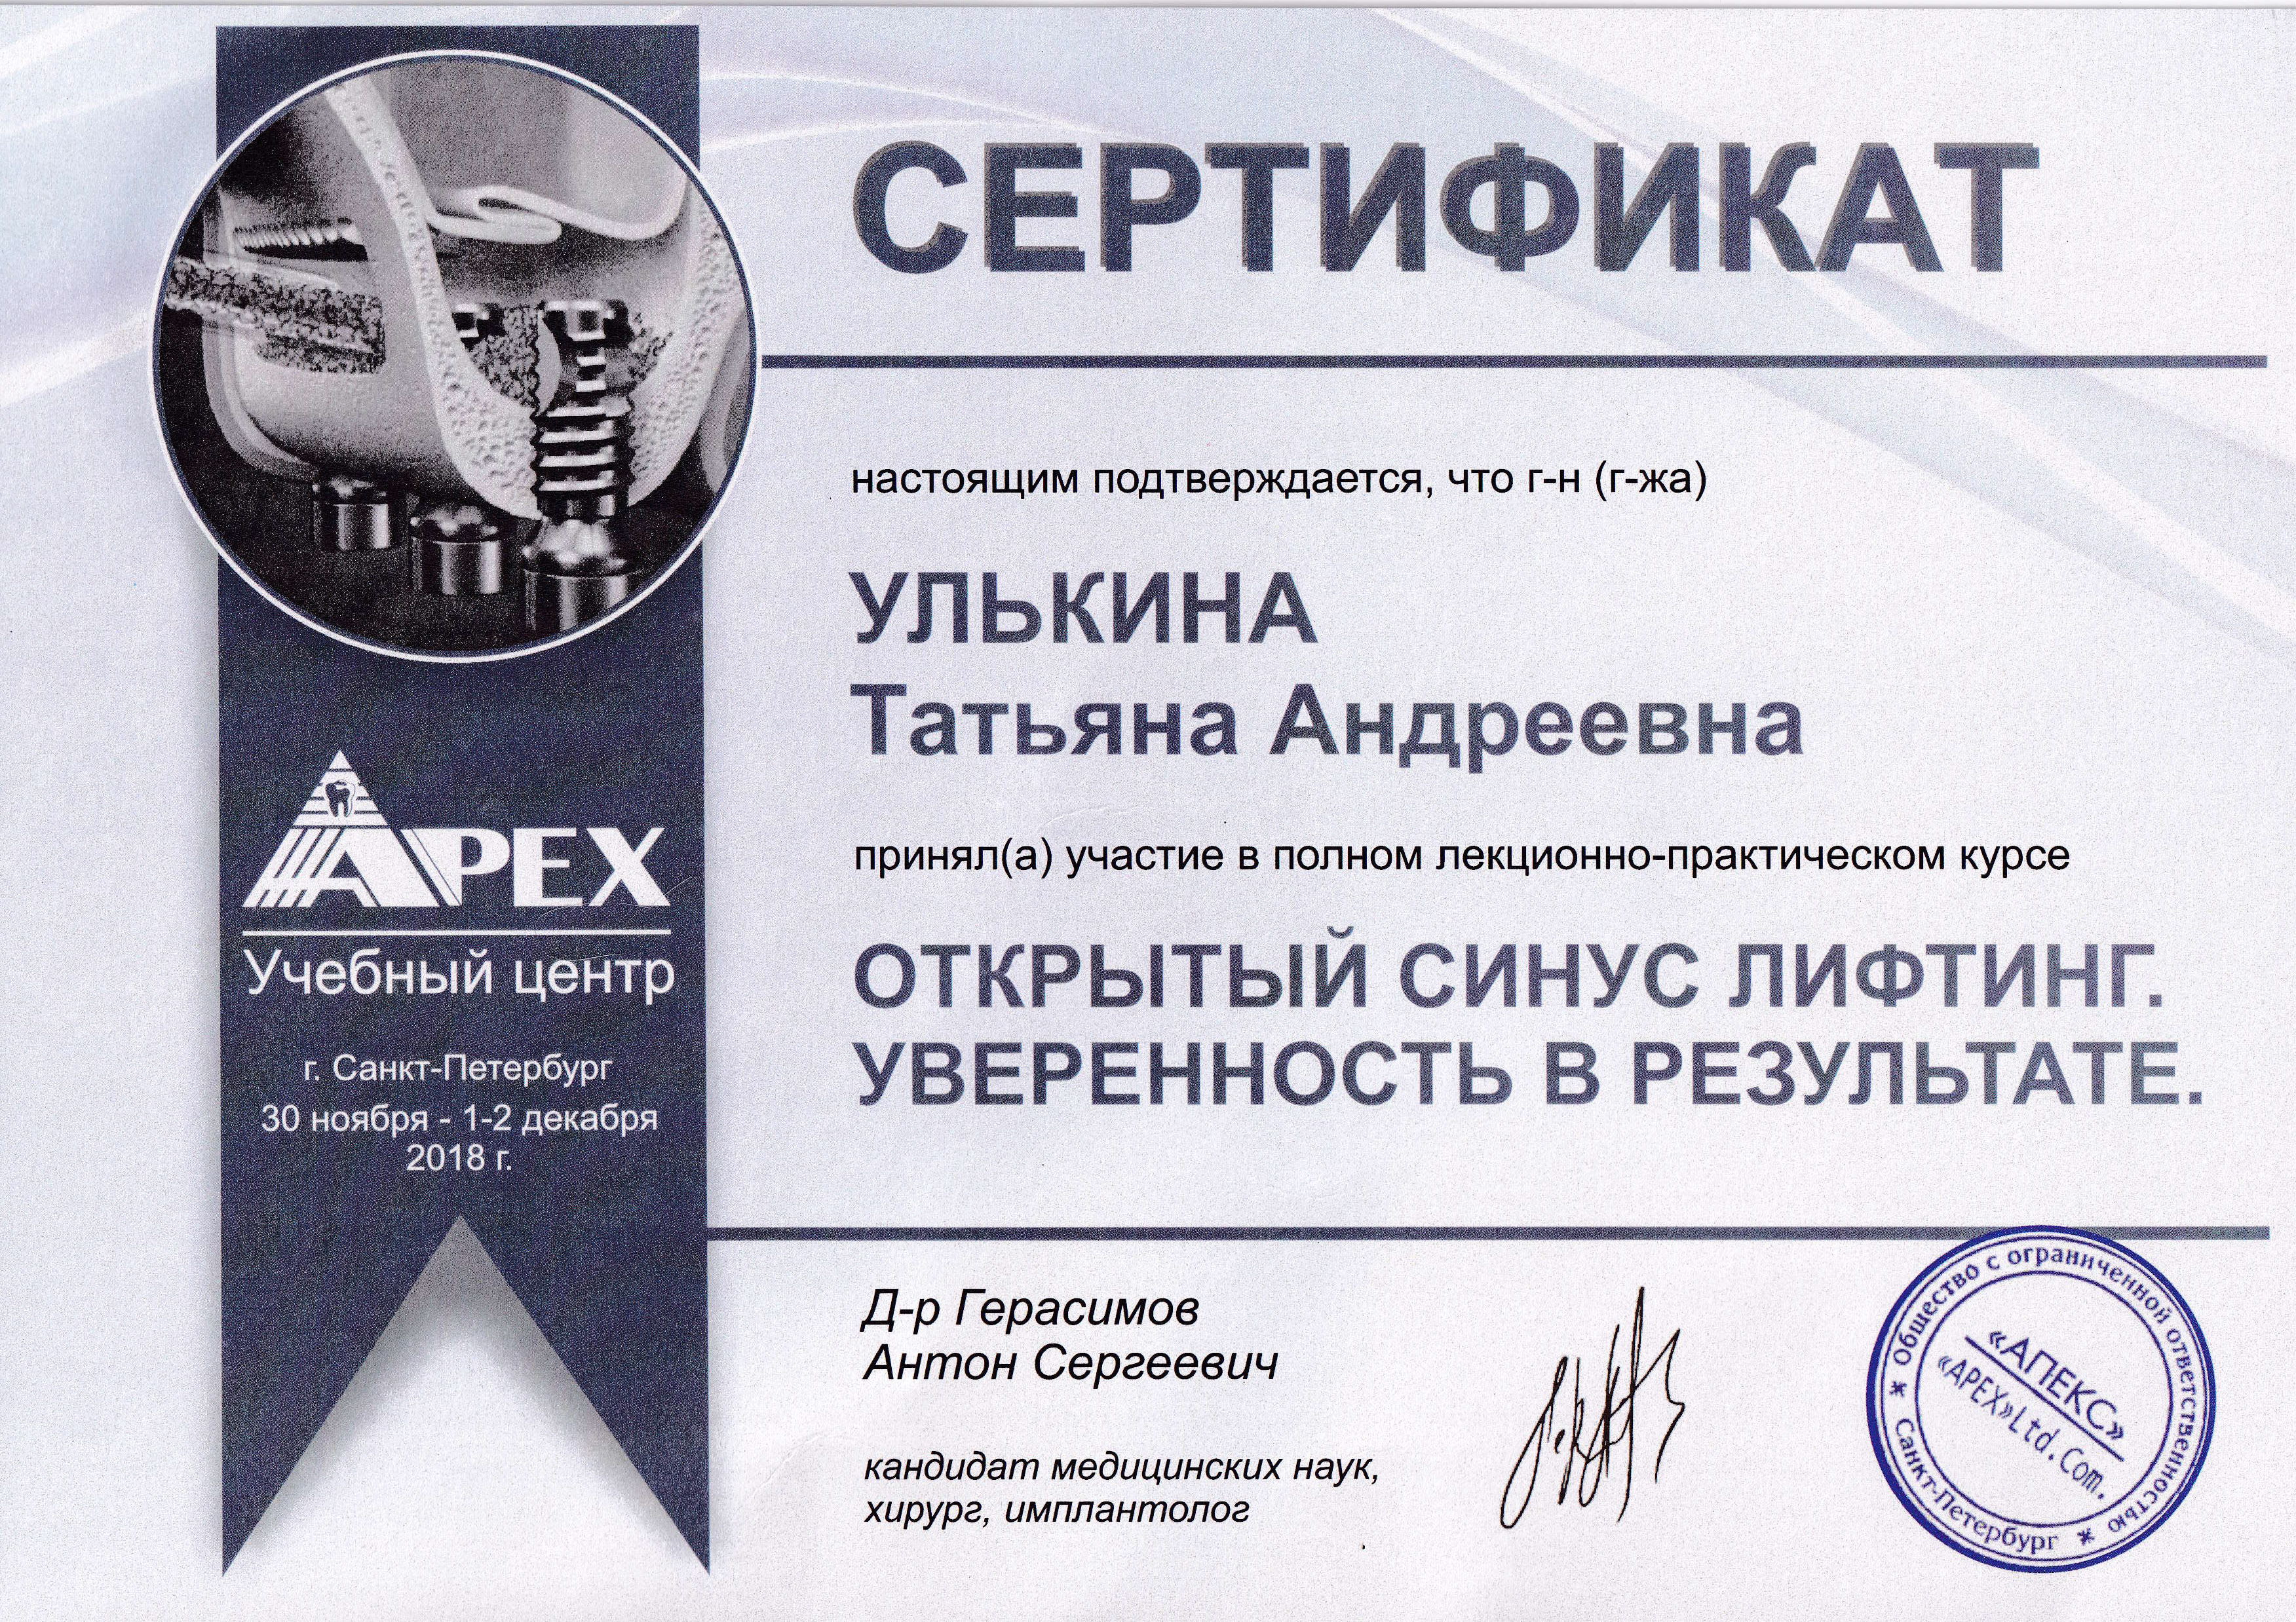 СЕРТИФИКАТ
настоящим подтверждается, что г-н (г-жа)
УЛЬКИНА
Татьяна Андреевна
принял(а) участие в полном лекционно-практическом курсе
ОТКРЫТЫЙ СИНУС ЛИФТИНГ.
УВЕРЕННОСТЬ В РЕЗУЛЬТАТЕ.
APEX
Учебный центр
г. Санкт-Петербург
30 ноября - 1-2 декабря
2018 г.
Д-р Герасимов
Антон Сергеевич
кандидат медицинских наук,
хирург, имплантолог
Общество с ограниченной ответственностью
«АПЕКС»
«APEX»Ltd.Com.
Санкт-Петербург